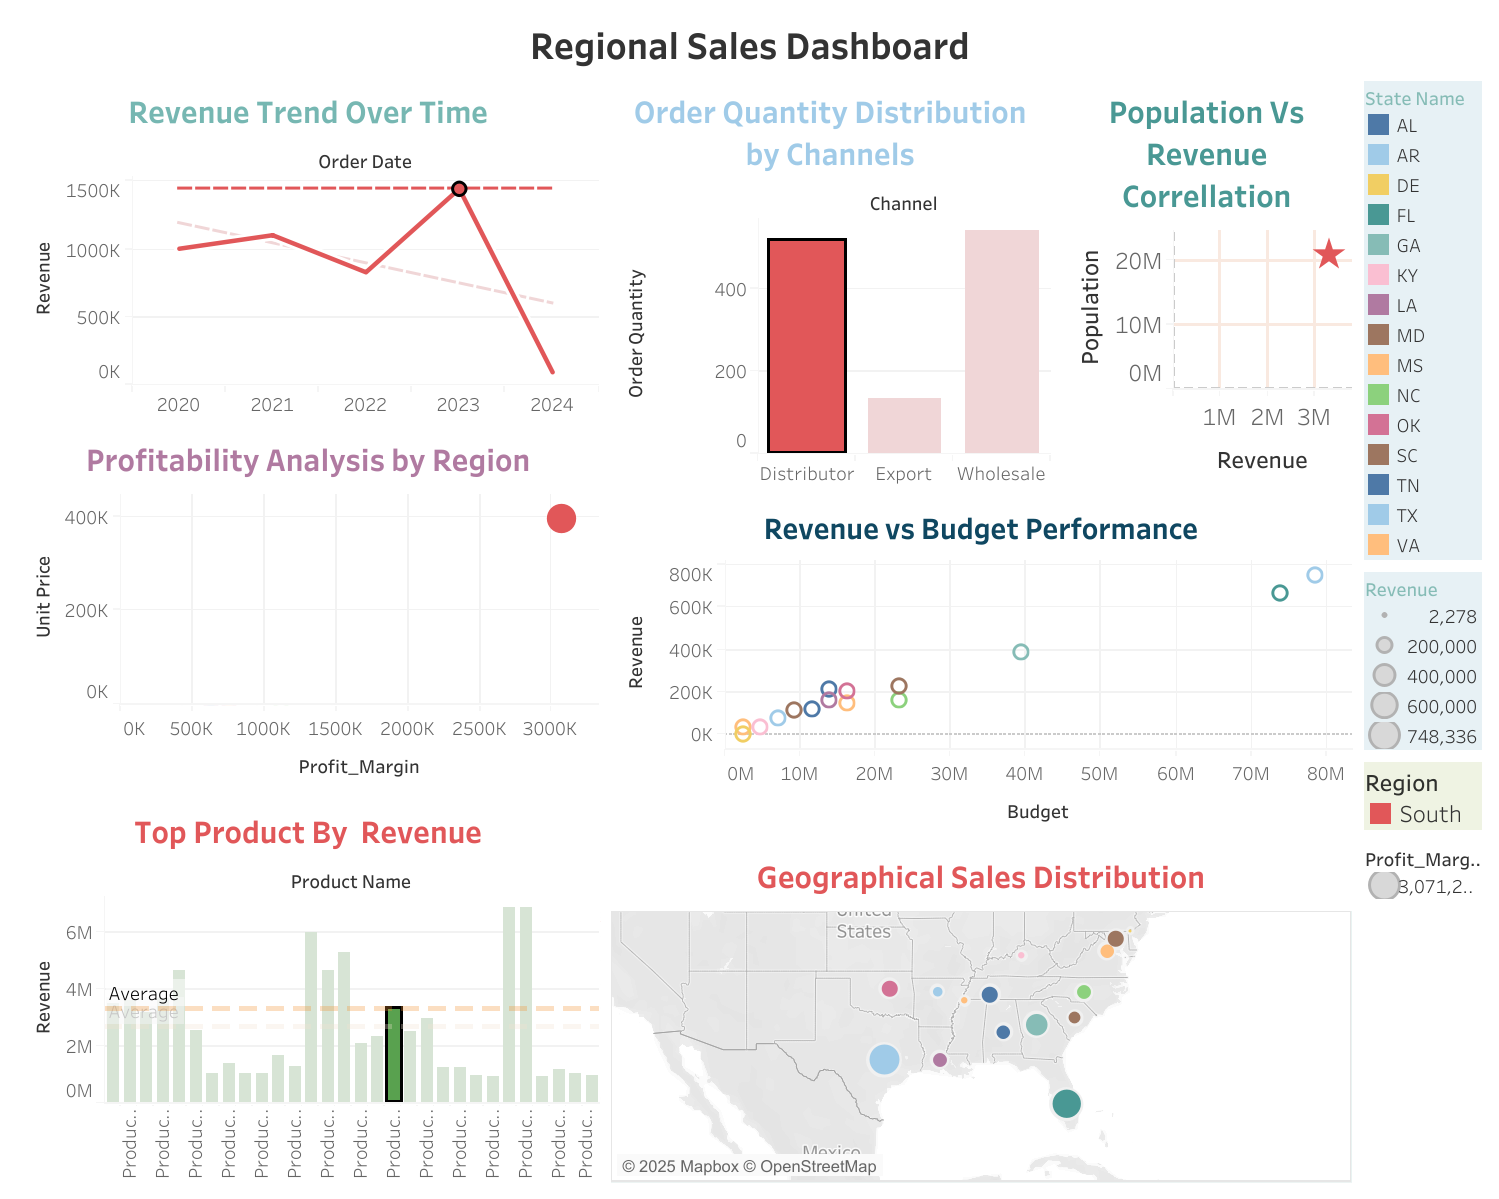 Regional Sales Dashboard
Revenue Trend Over Time
Order Date
Revenue
1500K
1000K
500K
0K
2020 2021 2022 2023 2024
Order Quantity Distribution
by Channels
Channel
Order Quantity
400
200
0
Distributor Export Wholesale
Population Vs
Revenue
Correllation
Population
20M
10M
0M
1M 2M 3M
Revenue
Profitability Analysis by Region
Unit Price
400K
200K
0K
0K 500K 1000K 1500K 2000K 2500K 3000K
Profit_Margin
Revenue vs Budget Performance
Revenue
800K
600K
400K
200K
0K
0M 10M 20M 30M 40M 50M 60M 70M 80M
Budget
Top Product By Revenue
Product Name
Revenue
6M
4M
2M
0M
Average
Average
Produc.. Produc.. Produc.. Produc.. Produc.. Produc.. Produc.. Produc.. Produc.. Produc.. Produc.. Produc.. Produc.. Produc.. Produc..
Geographical Sales Distribution
United
States
Mexico
© 2025 Mapbox © OpenStreetMap
State Name
AL
AR
DE
FL
GA
KY
LA
MD
MS
NC
OK
SC
TN
TX
VA
Revenue
2,278
200,000
400,000
600,000
748,336
Region
South
Profit_Marg..
3,071,2..